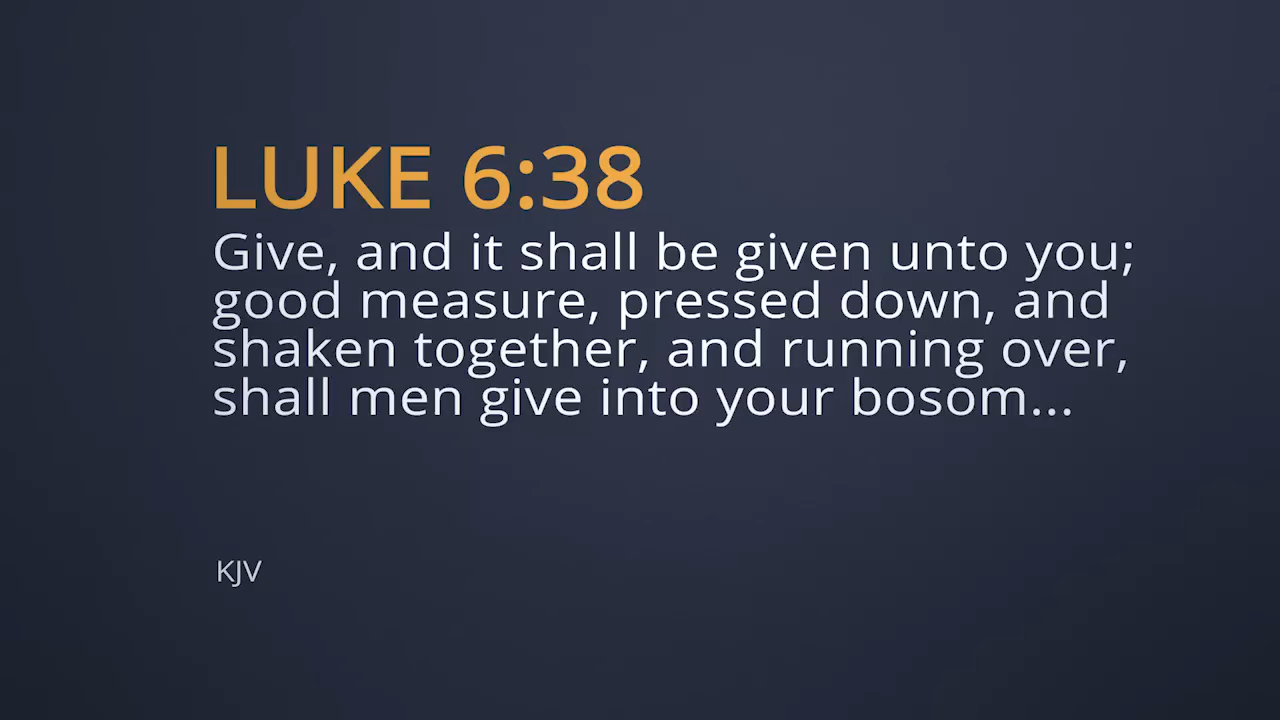 LUKE 6:38
Give, and it shall be given unto you;
good measure, pressed down, and
shaken together, and running over,
shall men give into your bosom...
KJV